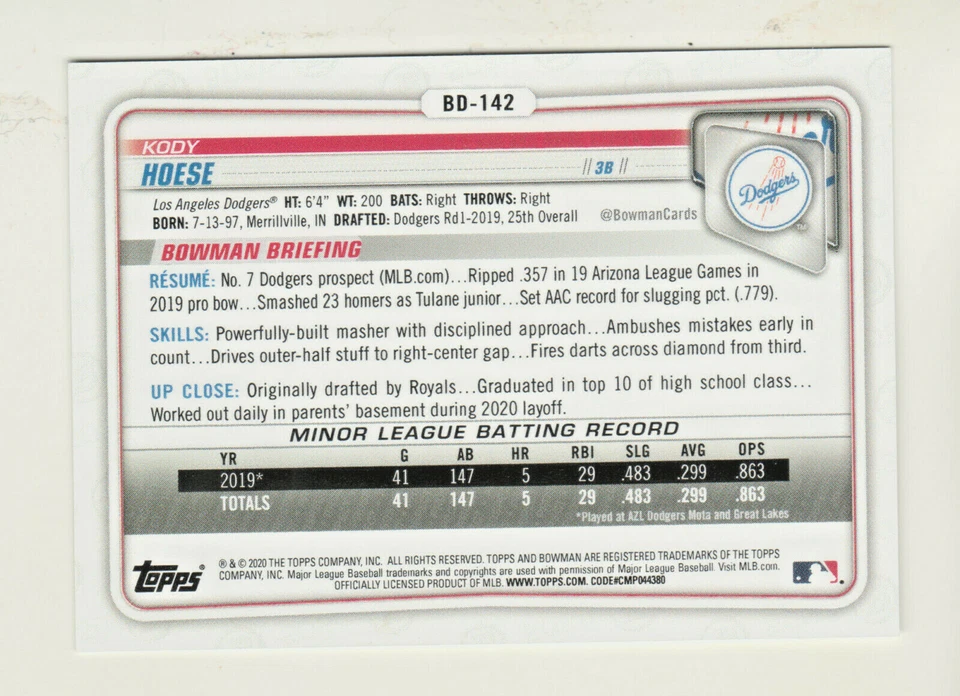 BD-142
KODY
HOESE // 3B //
Los Angeles Dodgers® HT: 6'4" WT: 200 BATS: Right THROWS: Right
BORN: 7-13-97, Merrillville, IN DRAFTED: Dodgers Rd1-2019, 25th Overall @BowmanCards
Dodgers
TM
BOWMAN BRIEFING
RÉSUMÉ: No. 7 Dodgers prospect (MLB.com)...Ripped .357 in 19 Arizona League Games in
2019 pro bow...Smashed 23 homers as Tulane junior...Set AAC record for slugging pct. (.779).
SKILLS: Powerfully-built masher with disciplined approach...Ambushes mistakes early in
count...Drives outer-half stuff to right-center gap...Fires darts across diamond from third.
UP CLOSE: Originally drafted by Royals...Graduated in top 10 of high school class...
Worked out daily in parents' basement during 2020 layoff.
MINOR LEAGUE BATTING RECORD
YR G AB HR RBI SLG AVG OPS
2019* 41 147 5 29 .483 .299 .863
TOTALS 41 147 5 29 .483 .299 .863
*Played at AZL Dodgers Mota and Great Lakes
topps® ® & © 2020 THE TOPPS COMPANY, INC. ALL RIGHTS RESERVED. TOPPS AND BOWMAN ARE REGISTERED TRADEMARKS OF THE TOPPS
COMPANY, INC. Major League Baseball trademarks and copyrights are used with permission of Major League Baseball. Visit MLB.com.
OFFICIALLY LICENSED PRODUCT OF MLB. WWW.TOPPS.COM. CODE#CMP044380